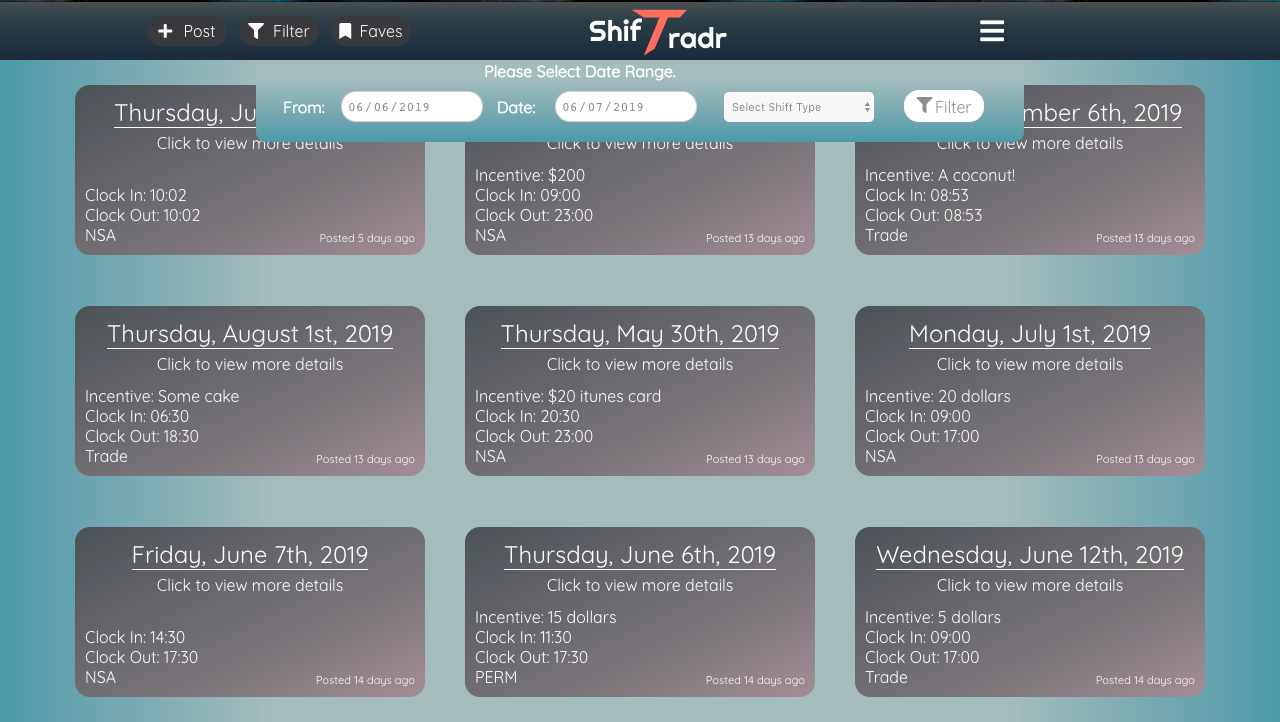 Post
Filter
Faves
ShifTradr
Please Select Date Range.
From:
06/06/2019
Date:
06/07/2019
Select Shift Type
Filter
Thursday, Ju
Click to view more details
Clock In: 10:02
Clock Out: 10:02
NSA
Posted 5 days ago
Click to view more details
Incentive: $200
Clock In: 09:00
Clock Out: 23:00
NSA
Posted 13 days ago
mber 6th, 2019
Click to view more details
Incentive: A coconut!
Clock In: 08:53
Clock Out: 08:53
Trade
Posted 13 days ago
Thursday, August 1st, 2019
Click to view more details
Incentive: Some cake
Clock In: 06:30
Clock Out: 18:30
Trade
Posted 13 days ago
Thursday, May 30th, 2019
Click to view more details
Incentive: $20 itunes card
Clock In: 20:30
Clock Out: 23:00
NSA
Posted 13 days ago
Monday, July 1st, 2019
Click to view more details
Incentive: 20 dollars
Clock In: 09:00
Clock Out: 17:00
NSA
Posted 13 days ago
Friday, June 7th, 2019
Click to view more details
Clock In: 14:30
Clock Out: 17:30
NSA
Posted 14 days ago
Thursday, June 6th, 2019
Click to view more details
Incentive: 15 dollars
Clock In: 11:30
Clock Out: 17:30
PERM
Posted 14 days ago
Wednesday, June 12th, 2019
Click to view more details
Incentive: 5 dollars
Clock In: 09:00
Clock Out: 17:00
Trade
Posted 14 days ago